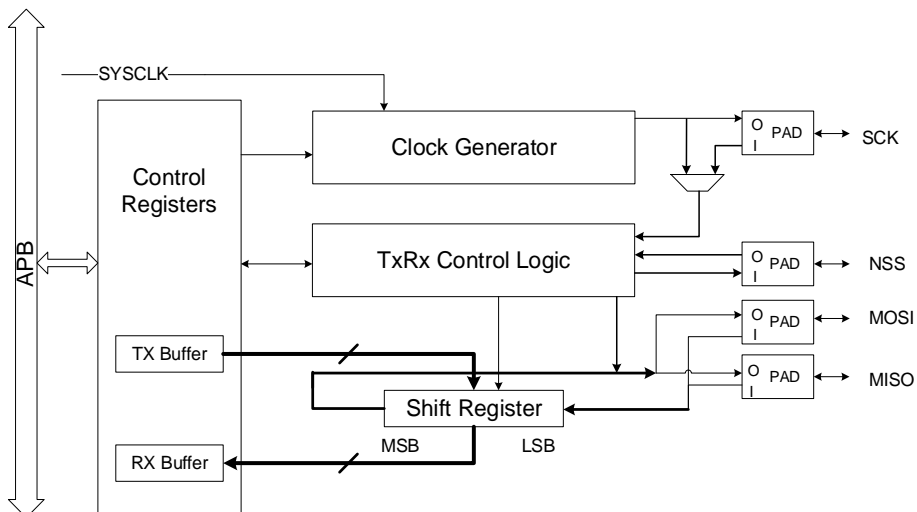 SYSCLK
APB
Control
Registers
TX Buffer
RX Buffer
Clock Generator
TxRx Control Logic
Shift Register
MSB
LSB
O
I
PAD
SCK
O
I
PAD
NSS
O
I
PAD
MOSI
O
I
PAD
MISO